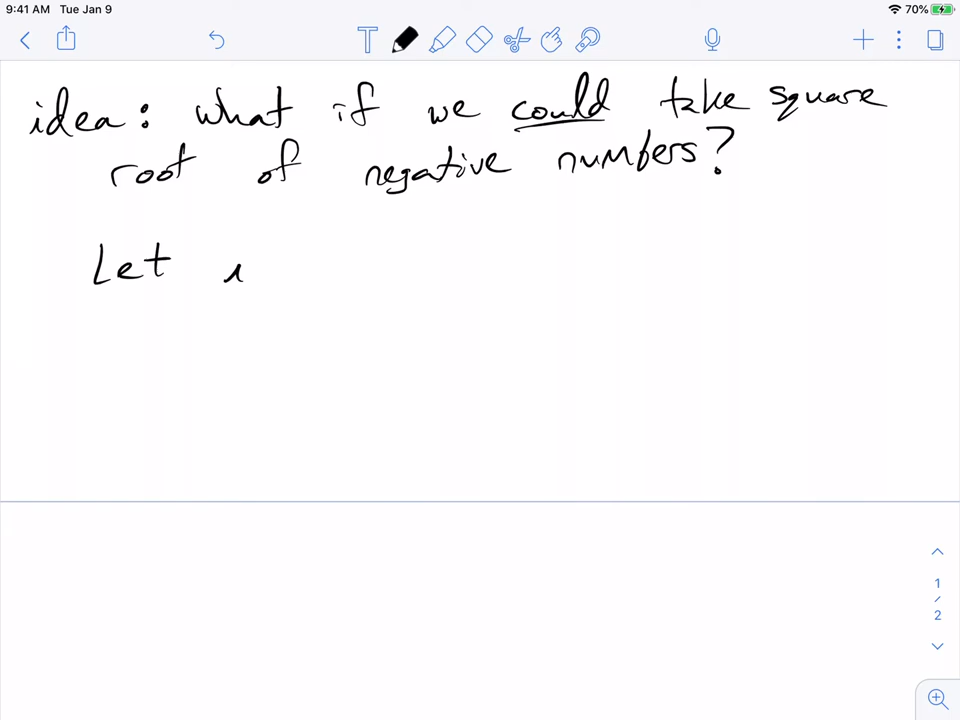 9:41 AM Tue Jan 9 70%
T
idea: what if we could take square
root of negative numbers?
Let i
1
/
2